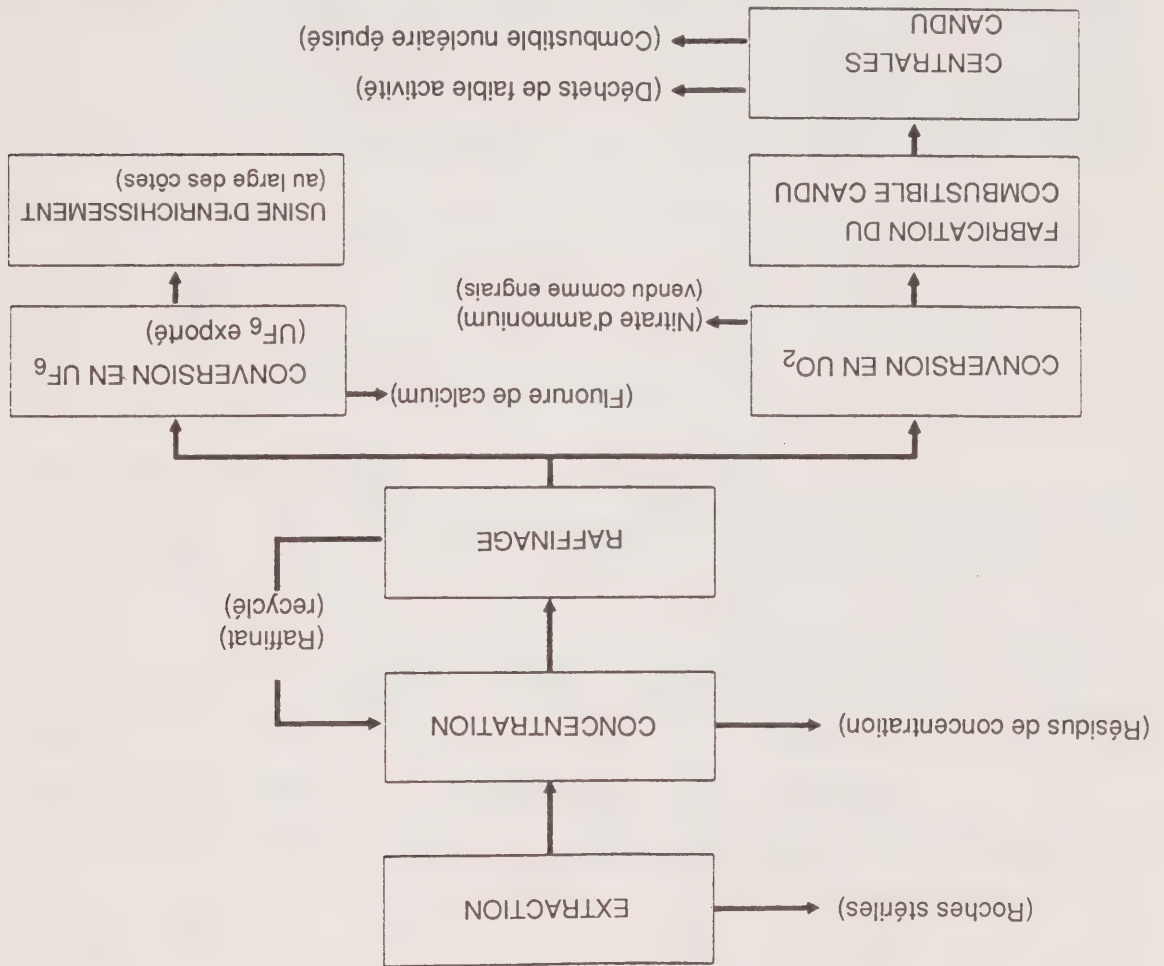 EXTRACTION
(Roches stériles)
CONCENTRATION
(Résidus de concentration)
(Raffinat)
(recyclé)
RAFFINAGE
CONVERSION EN UO₂
(Nitrate d'ammonium)
(vendu comme engrais)
(Fluorure de calcium)
CONVERSION EN UF₆
(UF₆ exporté)
FABRICATION DU
COMBUSTIBLE CANDU
USINE D'ENRICHISSEMENT
(au large des côtes)
CENTRALES
CANDU
(Déchets de faible activité)
(Combustible nucléaire épuisé)